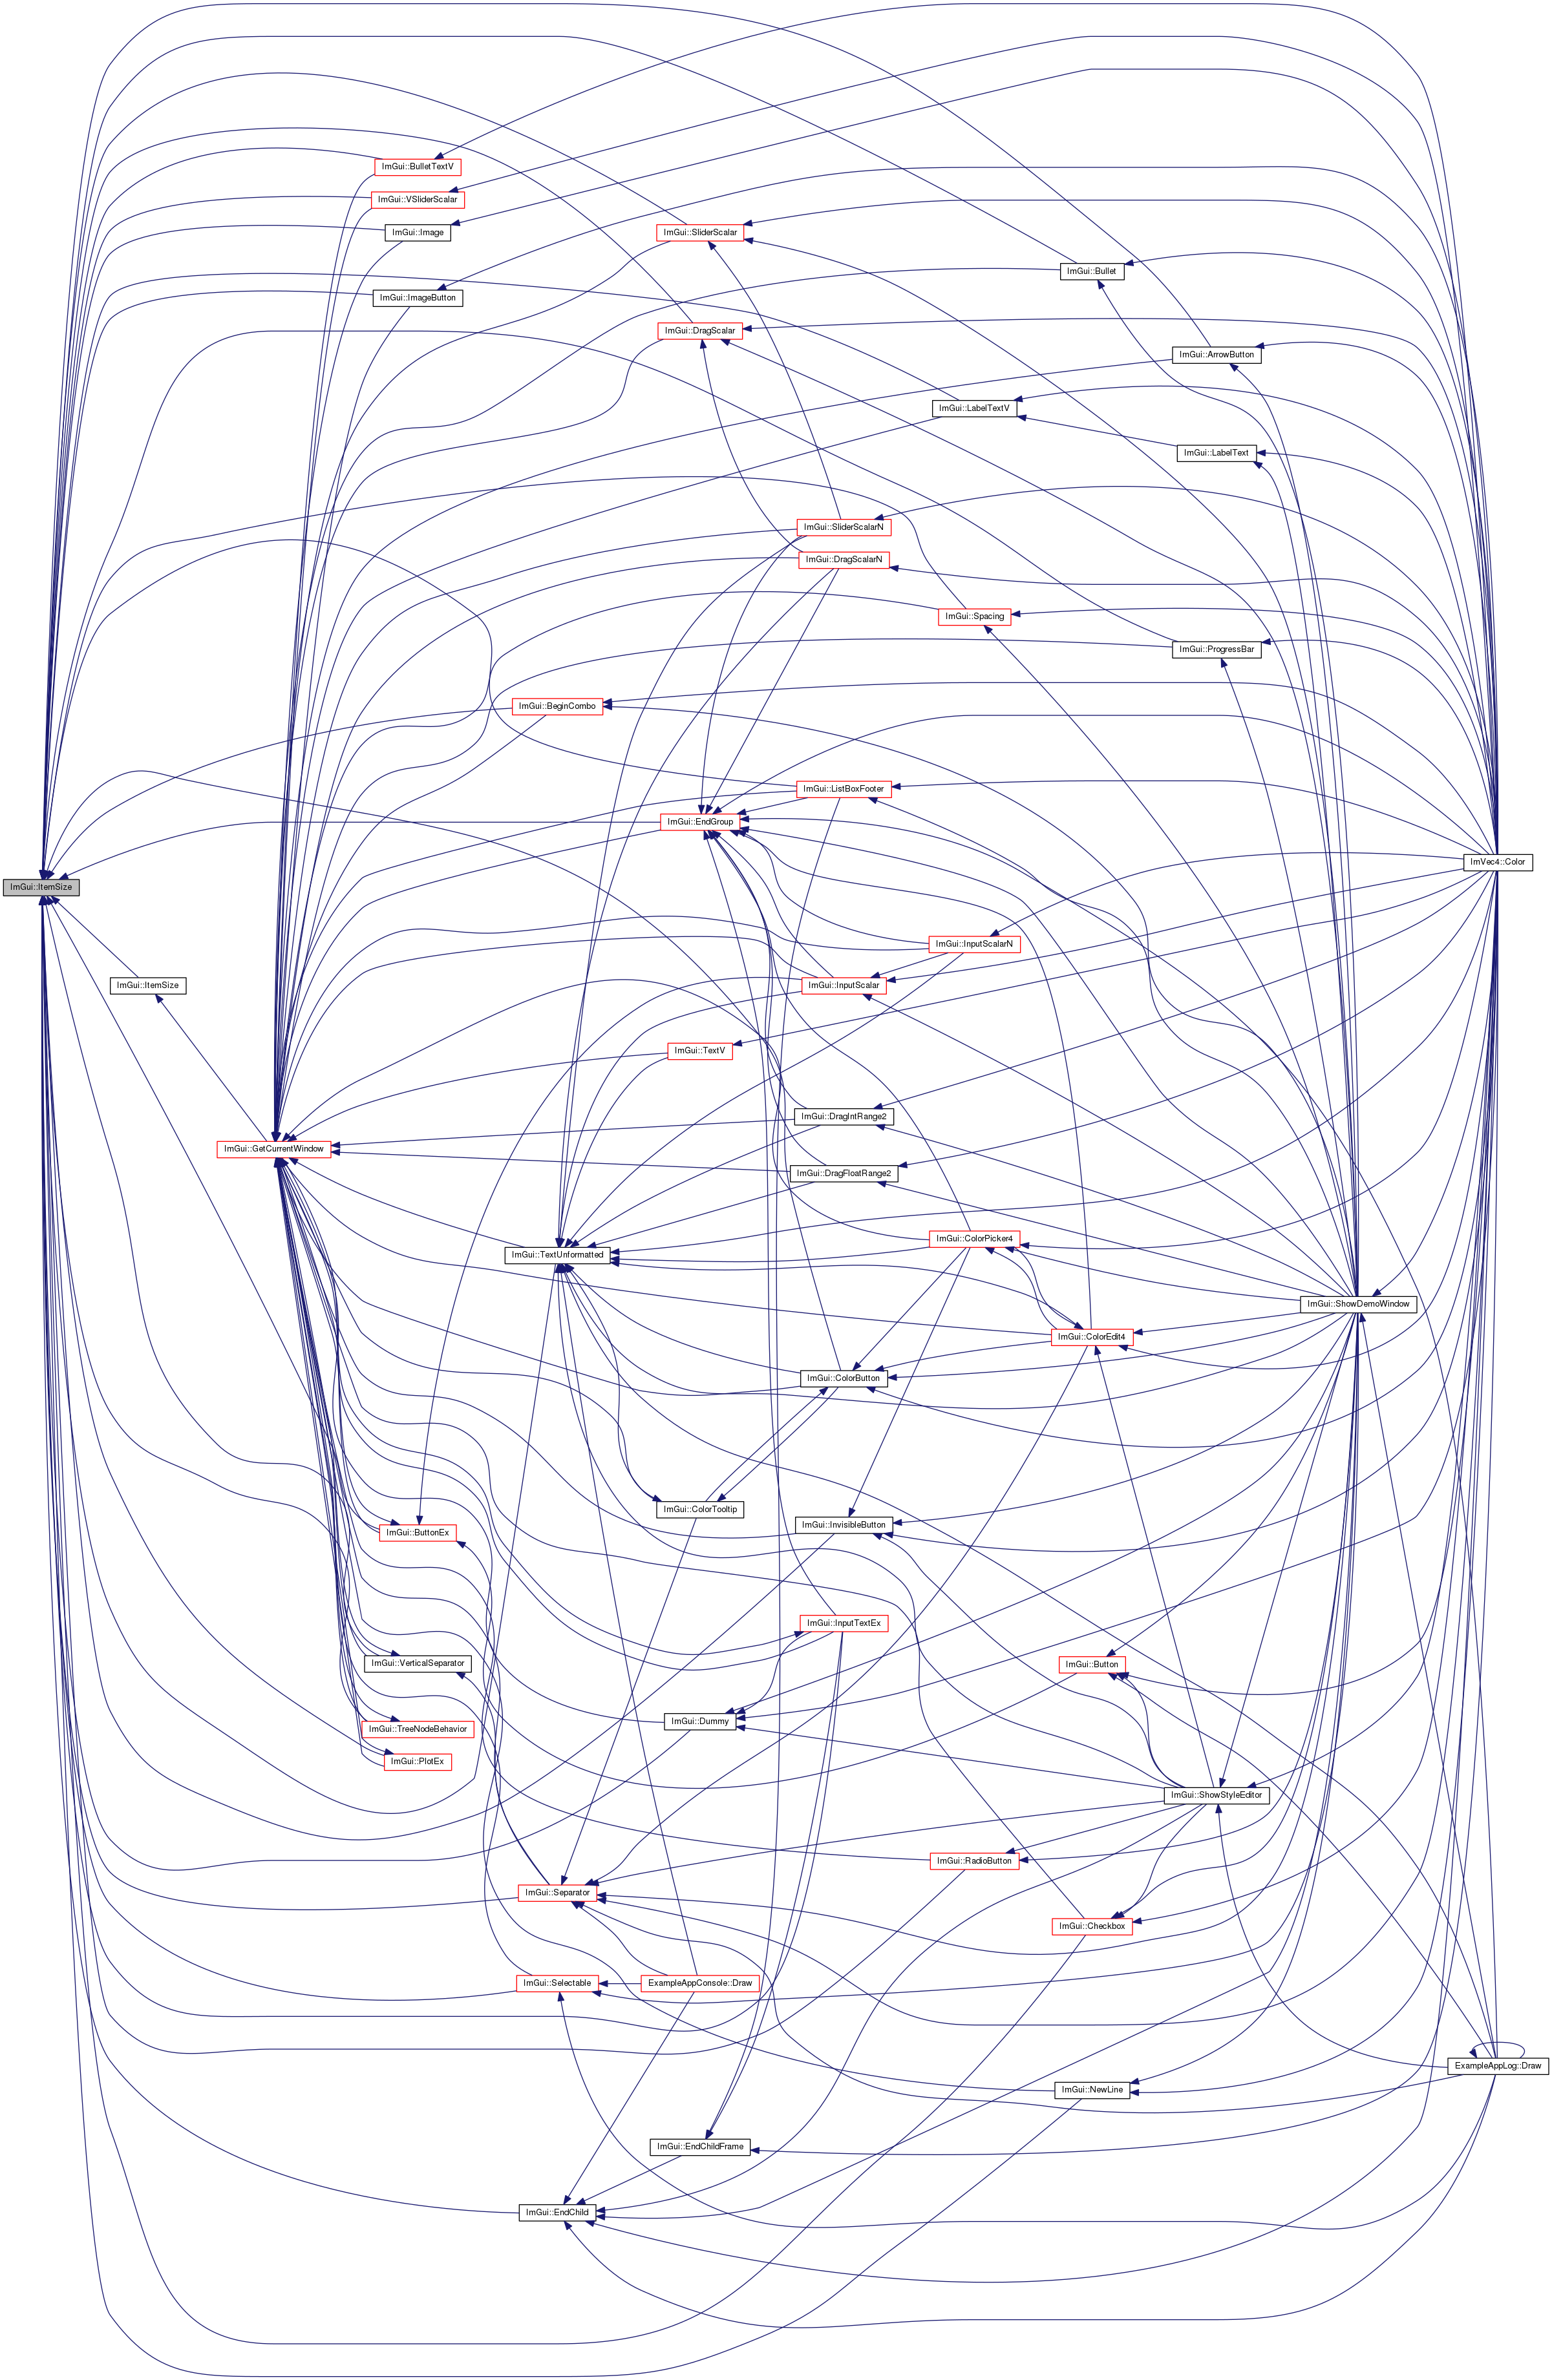 ImGui::BulletTextV
ImGui::VSliderScalar
ImGui::Image
ImGui::SliderScalar
ImGui::Bullet
ImGui::ImageButton
ImGui::DragScalar
ImGui::ArrowButton
ImGui::LabelTextV
ImGui::LabelText
ImGui::SliderScalarN
ImGui::DragScalarN
ImGui::Spacing
ImGui::ProgressBar
ImGui::BeginCombo
ImGui::ListBoxFooter
ImGui::EndGroup
ImVec4::Color
ImGui::ItemSize
ImGui::InputScalarN
ImGui::ItemSize
ImGui::InputScalar
ImGui::TextV
ImGui::DragIntRange2
ImGui::GetCurrentWindow
ImGui::DragFloatRange2
ImGui::ColorPicker4
ImGui::TextUnformatted
ImGui::ShowDemoWindow
ImGui::ColorEdit4
ImGui::ColorButton
ImGui::ColorTooltip
ImGui::InvisibleButton
ImGui::ButtonEx
ImGui::InputTextEx
ImGui::VerticalSeparator
ImGui::Button
ImGui::Dummy
ImGui::TreeNodeBehavior
ImGui::PlotEx
ImGui::ShowStyleEditor
ImGui::RadioButton
ImGui::Separator
ImGui::Checkbox
ImGui::Selectable
ExampleAppConsole::Draw
ExampleAppLog::Draw
ImGui::NewLine
ImGui::EndChildFrame
ImGui::EndChild